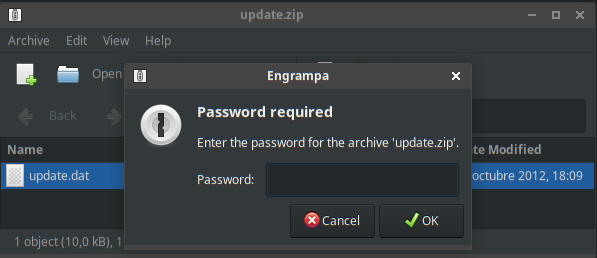 update.zip
Archive Edit View Help
Open
Back
Engrampa
Password required
Enter the password for the archive 'update.zip'.
Password:
Cancel OK
Name te Modified
update.dat octubre 2012, 18:09
1 object (10,0 kB), 1